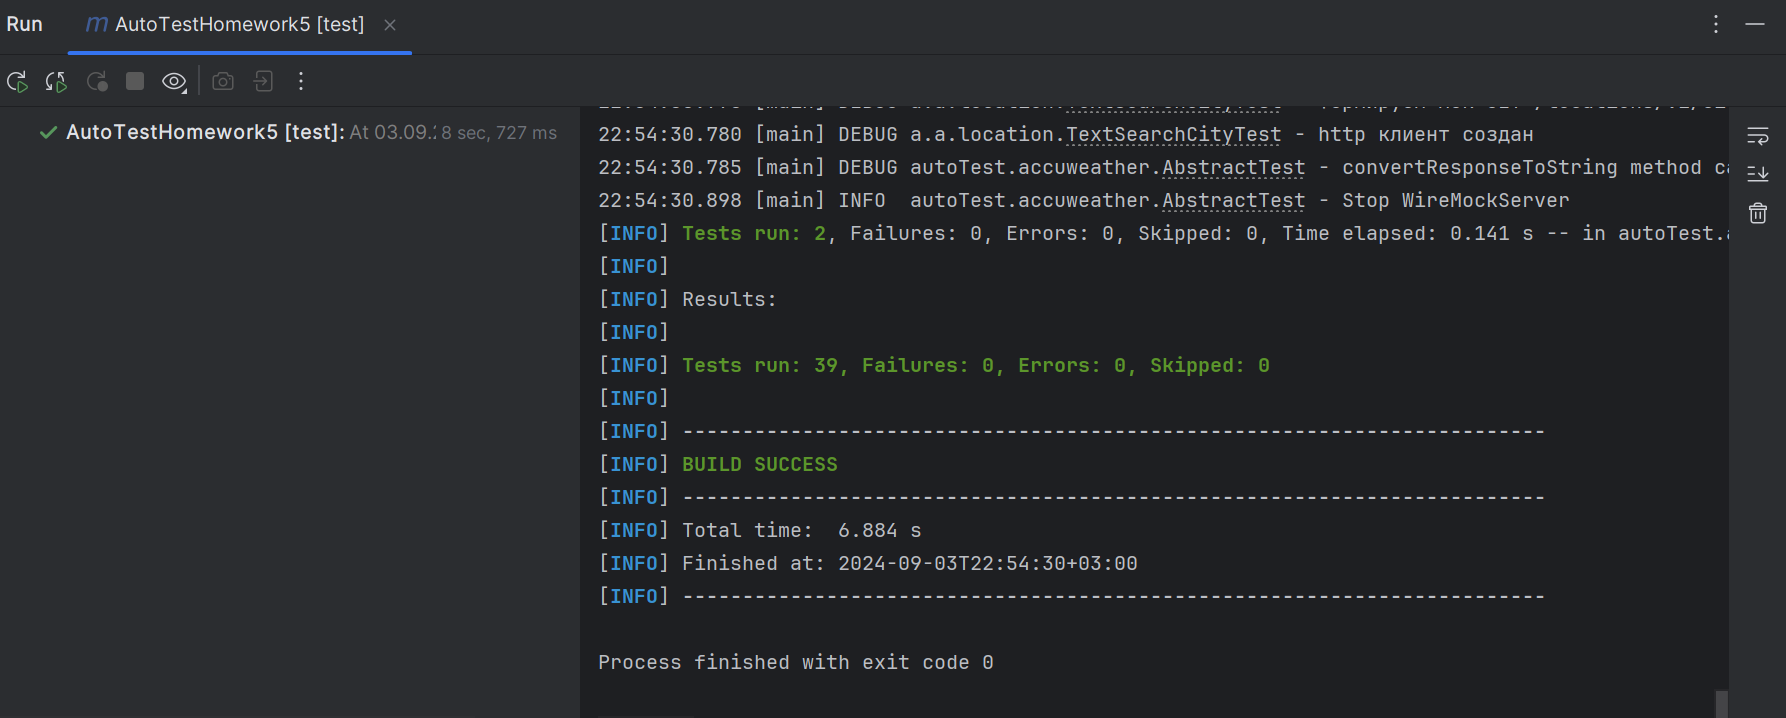 Run
m AutoTestHomework5 [test]
AutoTestHomework5 [test]: At 03.09.2 8 sec, 727 ms
[main] DEBUG
22:54:30.780 [main] DEBUG a.a.location.TextSearchCityTest - http клиент создан
22:54:30.785 [main] DEBUG autoTest.accuweather.AbstractTest - convertResponseToString method ca
22:54:30.898 [main] INFO  autoTest.accuweather.AbstractTest - Stop WireMockServer
[INFO] Tests run: 2, Failures: 0, Errors: 0, Skipped: 0, Time elapsed: 0.141 s -- in autoTest.a
[INFO]
[INFO] Results:
[INFO]
[INFO] Tests run: 39, Failures: 0, Errors: 0, Skipped: 0
[INFO]
[INFO] ------------------------------------------------------------------------
[INFO] BUILD SUCCESS
[INFO] ------------------------------------------------------------------------
[INFO] Total time:  6.884 s
[INFO] Finished at: 2024-09-03T22:54:30+03:00
[INFO] ------------------------------------------------------------------------
Process finished with exit code 0